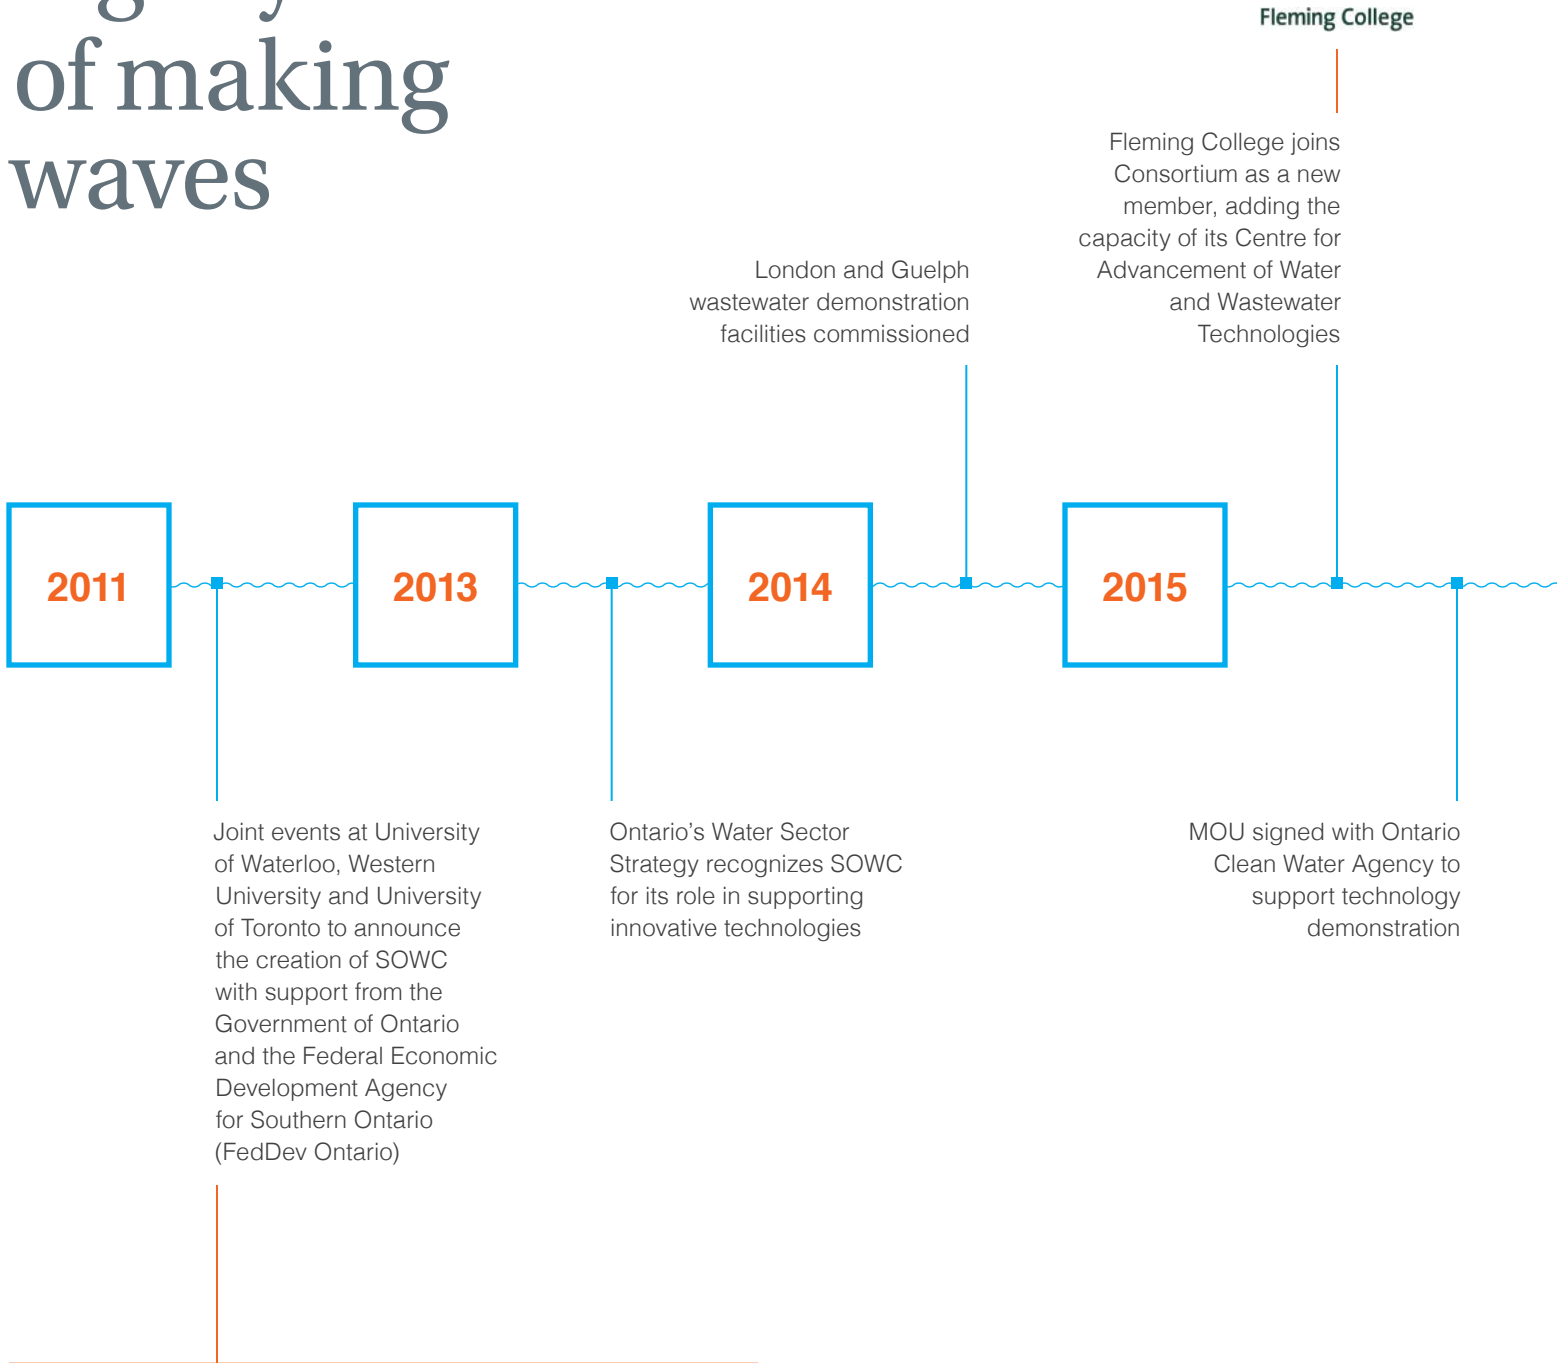 of making
waves
Fleming College
Fleming College joins
Consortium as a new
member, adding the
capacity of its Centre for
Advancement of Water
and Wastewater
Technologies
London and Guelph
wastewater demonstration
facilities commissioned
2011
2013
2014
2015
Joint events at University
of Waterloo, Western
University and University
of Toronto to announce
the creation of SOWC
with support from the
Government of Ontario
and the Federal Economic
Development Agency
for Southern Ontario
(FedDev Ontario)
Ontario’s Water Sector
Strategy recognizes SOWC
for its role in supporting
innovative technologies
MOU signed with Ontario
Clean Water Agency to
support technology
demonstration